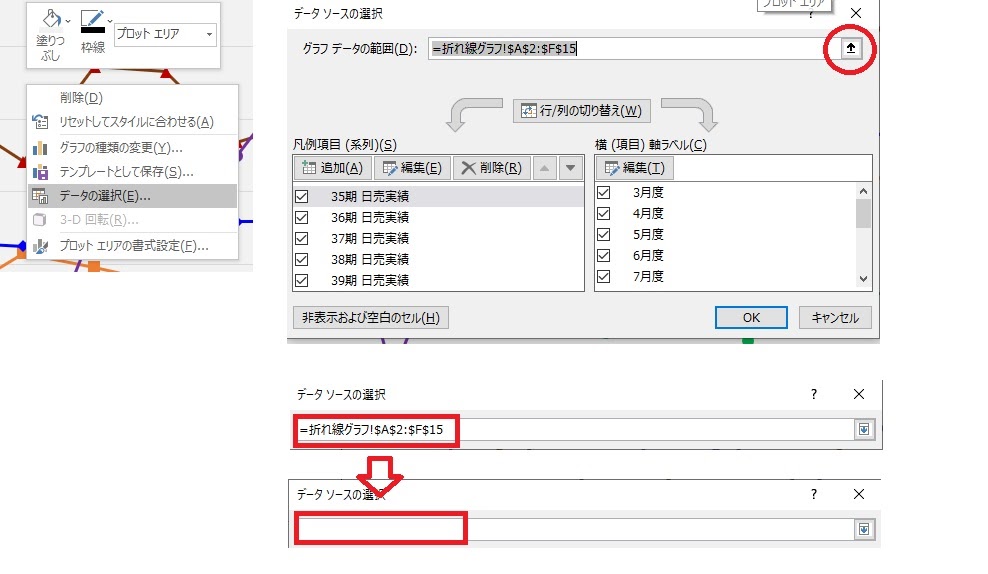 塗りつ
ぶし
枠線
プロット エリア
削除(D)
リセットしてスタイルに合わせる(A)
グラフの種類の変更(Y)...
テンプレートとして保存(S)...
データの選択(E)...
3-D 回転(R)...
プロット エリアの書式設定(F)...
プロット エリア
データ ソースの選択
?
グラフ データの範囲(D):
=折れ線グラフ!$A$2:$F$15
行/列の切り替え(W)
凡例項目 (系列)(S)
追加(A)
編集(E)
削除(R)
35期 日売実績
36期 日売実績
37期 日売実績
38期 日売実績
39期 日売実績
横 (項目) 軸ラベル(C)
編集(T)
3月度
4月度
5月度
6月度
7月度
非表示および空白のセル(H)
OK
キャンセル
データ ソースの選択
?
=折れ線グラフ!$A$2:$F$15
データ ソースの選択
?